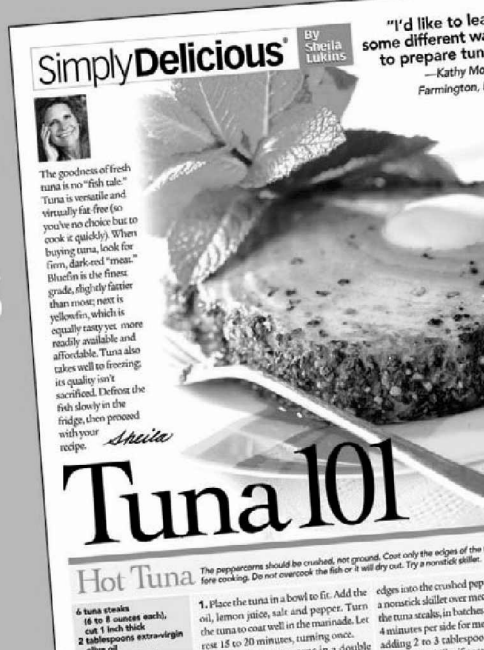 SimplyDelicious®
By
Sheila
Lukins
"I'd like to
some different
to prepare
—Kathy
Farmington,
The goodness of fresh
tuna is no "fish tale."
Tuna is versatile and
virtually fat-free (so
you've no choice but to
cook it quickly). When
buying tuna, look for
firm, dark-red "meat."
Bluefin is the finest
grade, slightly fattier
than most; next is
yellowfin, which is
equally tasty yet more
readily available and
affordable. Tuna also
takes well to freezing;
its quality isn't
sacrificed. Defrost the
fish slowly in the
fridge, then proceed
with your
recipe.
Sheila
Tuna 101
Hot Tuna
The peppercorns should be crushed, not ground. Coat only the edges of the
fore cooking. Do not overcook the fish or it will dry out. Try a nonstick skillet.
6 tuna steaks
(6 to 8 ounces each),
cut 1 inch thick
2 tablespoons extra-virgin
olive oil
1. Place the tuna in a bowl to fit. Add the
oil, lemon juice, salt and pepper. Turn
the tuna to coat well in the marinade. Let
rest 15 to 20 minutes, turning once.
in a double
edges into the crushed
a nonstick skillet over
the tuna steaks, in batches
4 minutes per side for
adding 2 to 3